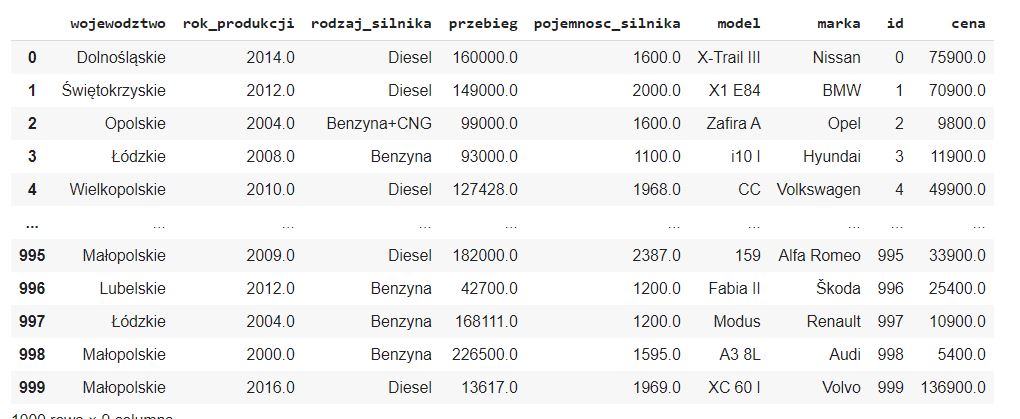 wojewodztwo rok_produkcji rodzaj_silnika przebieg pojemnosc_silnika model marka id cena
0 Dolnośląskie 2014.0 Diesel 160000.0 1600.0 X-Trail III Nissan 0 75900.0
1 Świętokrzyskie 2012.0 Diesel 149000.0 2000.0 X1 E84 BMW 1 70900.0
2 Opolskie 2004.0 Benzyna+CNG 99000.0 1600.0 Zafira A Opel 2 9800.0
3 Łódzkie 2008.0 Benzyna 93000.0 1100.0 i10 I Hyundai 3 11900.0
4 Wielkopolskie 2010.0 Diesel 127428.0 1968.0 CC Volkswagen 4 49900.0
... ... ... ... ... ... ... ... ... ...
995 Małopolskie 2009.0 Diesel 182000.0 2387.0 159 Alfa Romeo 995 33900.0
996 Lubelskie 2012.0 Benzyna 42700.0 1200.0 Fabia II Škoda 996 25400.0
997 Łódzkie 2004.0 Benzyna 168111.0 1200.0 Modus Renault 997 10900.0
998 Małopolskie 2000.0 Benzyna 226500.0 1595.0 A3 8L Audi 998 5400.0
999 Małopolskie 2016.0 Diesel 13617.0 1969.0 XC 60 I Volvo 999 136900.0
1000 rows × 9 columns